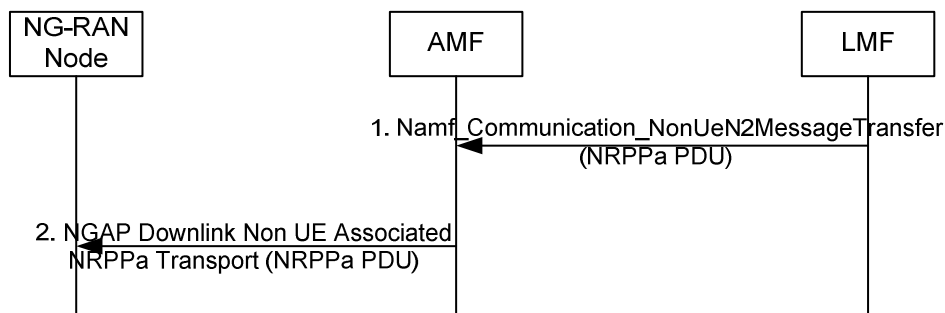 NG-RAN
Node
AMF
LMF
1. Namf_Communication_NonUeN2MessageTransfer
(NRPPa PDU)
2. NGAP Downlink Non UE Associated
NRPPa Transport (NRPPa PDU)